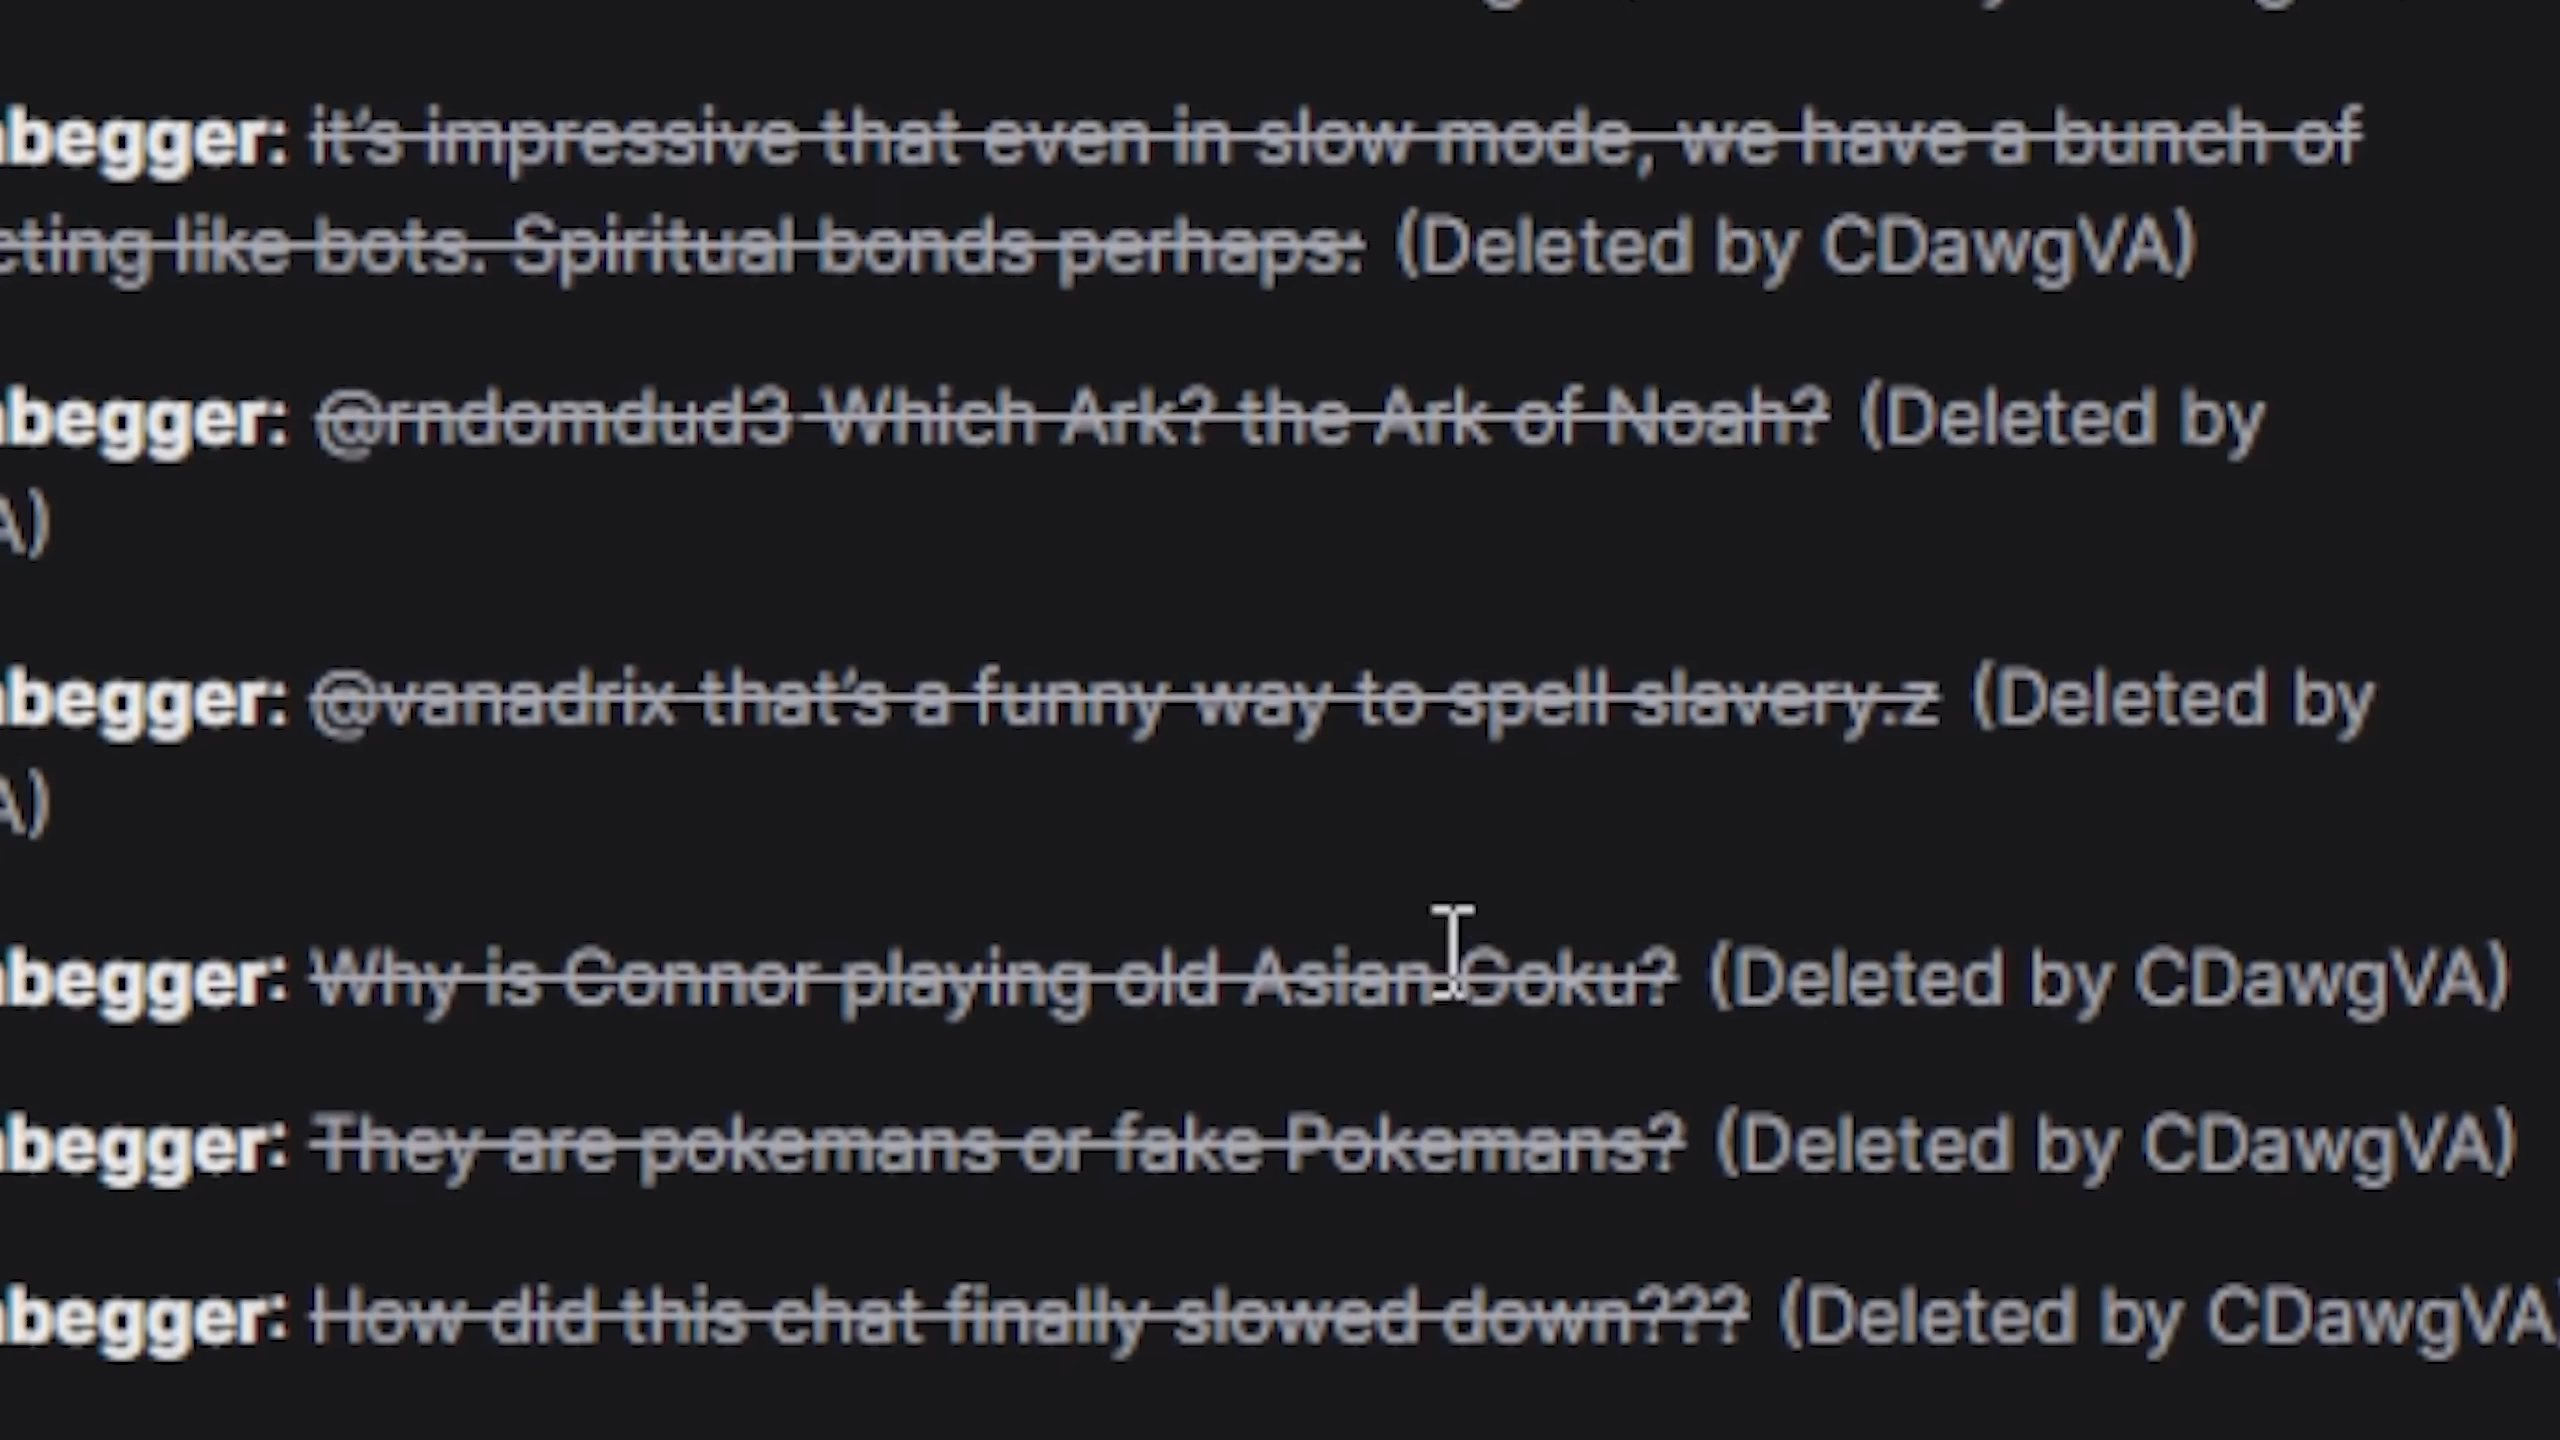 begger: it's impressive that even in slow mode, we have a bunch of
eting like bots. Spiritual bonds perhaps: (Deleted by CDawgVA)
begger: @rndomdud3 Which Ark? the Ark of Noah? (Deleted by
A)
begger: @vanadrix that's a funny way to spell slavery.z (Deleted by
A)
begger: Why is Connor playing old Asian Goku? (Deleted by CDawgVA)
begger: They are pokemans or fake Pokemans? (Deleted by CDawgVA)
begger: How did this chat finally slowed down??? (Deleted by CDawgVA)